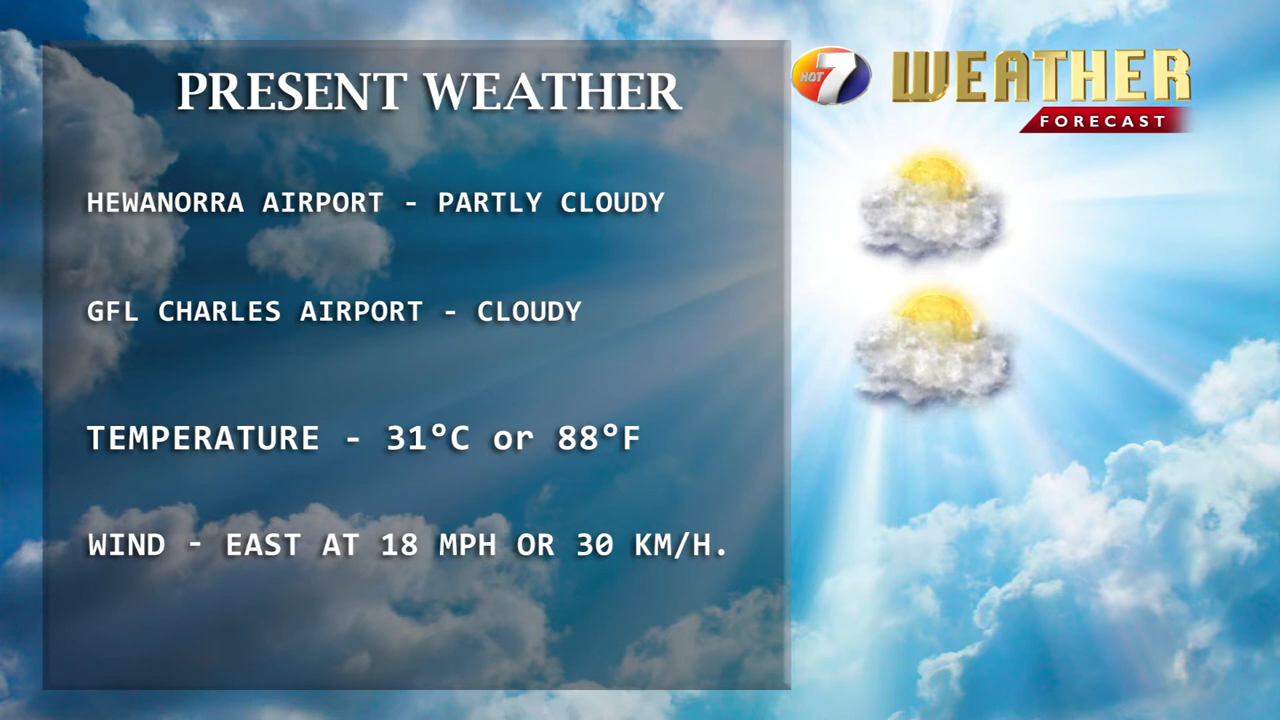 PRESENT WEATHER
HOT 7 WEATHER
FORECAST
HEWANORRA AIRPORT - PARTLY CLOUDY
GFL CHARLES AIRPORT - CLOUDY
TEMPERATURE - 31°C or 88°F
WIND - EAST AT 18 MPH OR 30 KM/H.